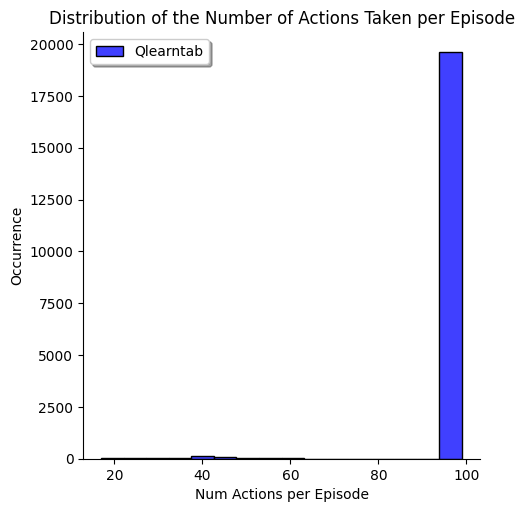 Distribution of the Number of Actions Taken per Episode
Qlearntab
20000
17500
15000
12500
10000
7500
5000
2500
0
Occurrence
20 40 60 80 100
Num Actions per Episode